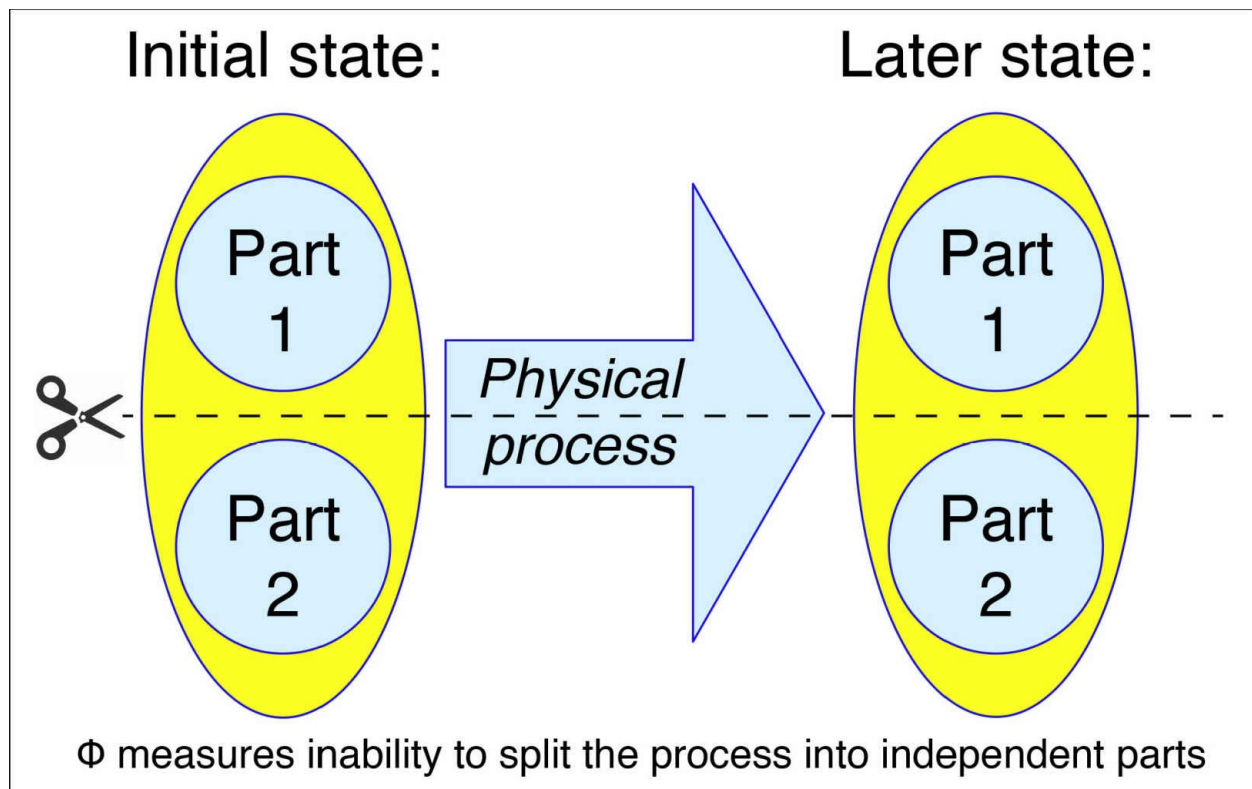 Initial state:
Later state:
Part
1
Part
1
Physical
process
Part
2
Part
2
Φ measures inability to split the process into independent parts